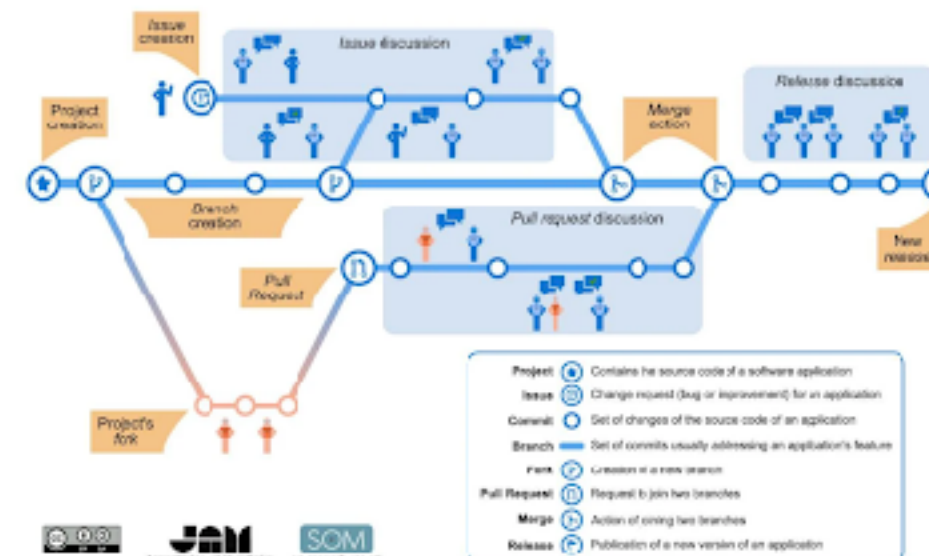 Issue
creation
Issue discussion
Release discussion
Project
creation
Merge
action
Branch
creation
Pull request discussion
New
release
Pull
Request
Project's
fork
Project Contains he source code of a software application
Issue Change request (bug or improvement) for an application
Commit Set of changes of the source code of an application
Branch Set of commits usually addressing an application's feature
Fork Creation of a new branch
Pull Request Request to join two branches
Merge Action of joining two branches
Release Publication of a new version of an application
JAM
SOM